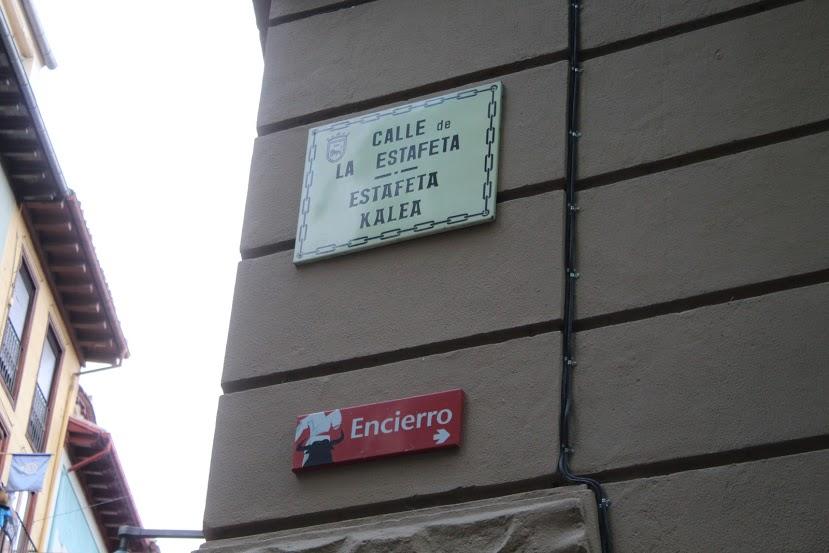 CALLE de
LA ESTAFETA
ESTAFETA
KALEA
Encierro